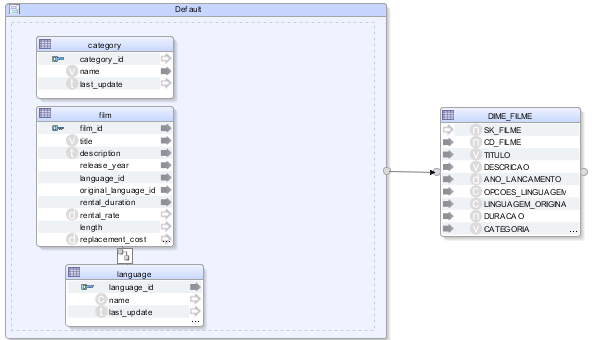 Default
category
category_id
name
last_update
film
film_id
title
description
release_year
language_id
original_language_id
rental_duration
rental_rate
length
replacement_cost
...
language
language_id
name
last_update
...
DIME_FILME
SK_FILME
CD_FILME
TITULO
DESCRICAO
ANO_LANCAMENTO
OPCOES_LINGUAGEM
LINGUAGEM_ORIGINA
DURACAO
CATEGORIA
...